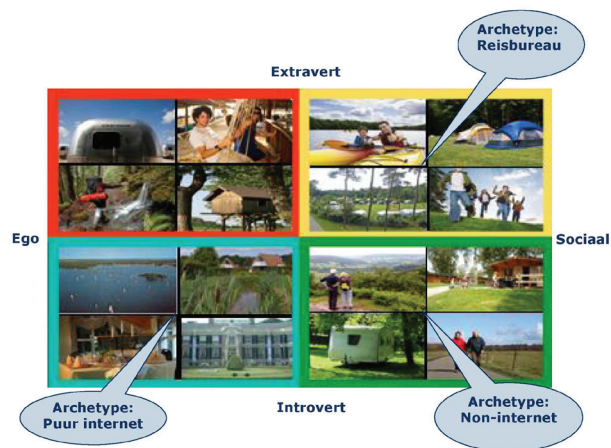 Archetype:
Reisbureau
Extravert
Ego
Sociaal
Archetype:
Puur internet
Introvert
Archetype:
Non-internet